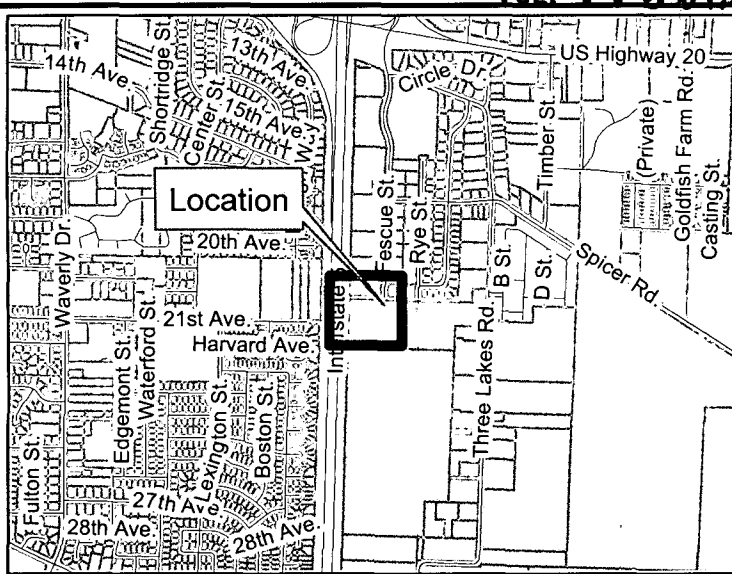 US Highway 20
13th Ave.
14th Ave.
Shortridge St.
Center St.
15th Ave.
Circle Dr.
Timber St.
(Private)
Goldfish Farm Rd.
Casting St.
Location
Fescue St.
Rye St.
Waverly Dr.
20th Ave.
B St.
D St.
Spicer Rd.
Edgemont St.
Waterford St.
21st Ave.
Harvard Ave.
Interstate 5
Three Lakes Rd.
Lexington St.
Boston St.
Fulton St.
27th Ave.
28th Ave.
28th Ave.